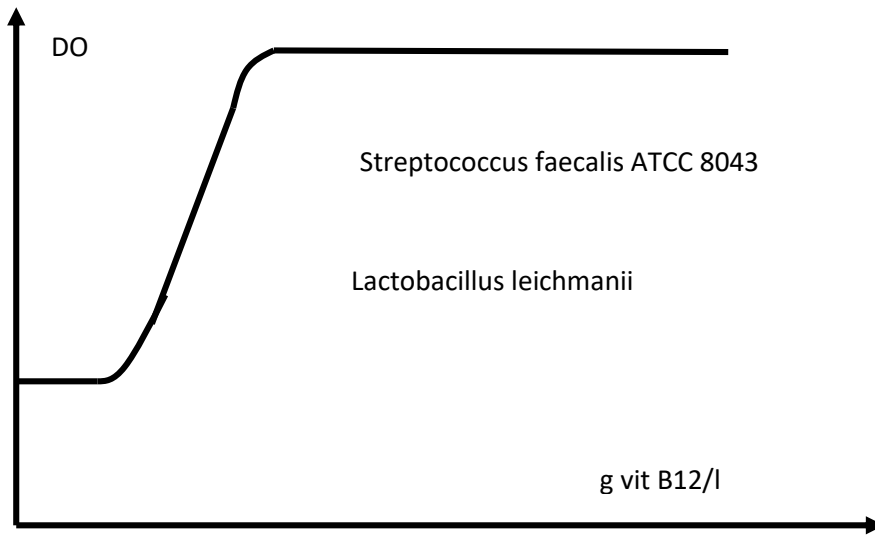 DO
Streptococcus faecalis ATCC 8043
Lactobacillus leichmanii
g vit B12/l